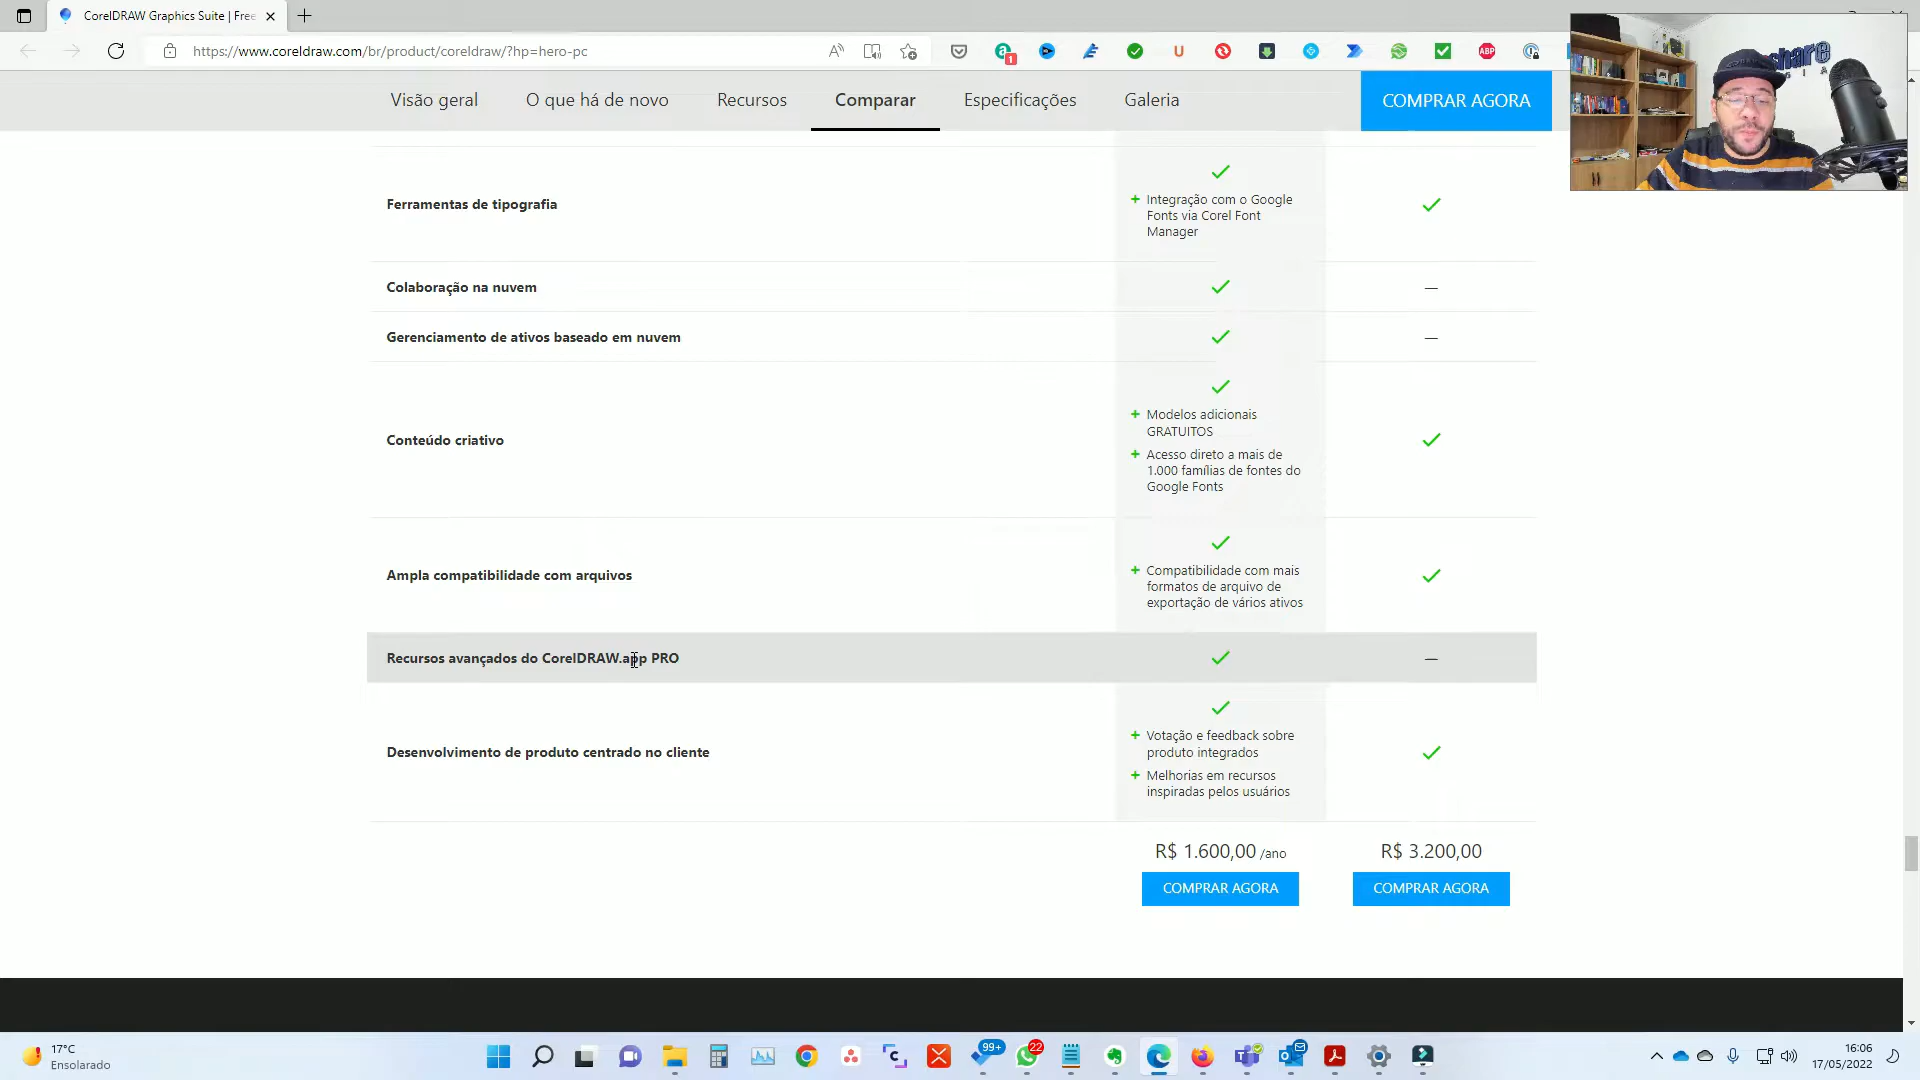 CorelDRAW Graphics Suite | Free
https://www.coreldraw.com/br/product/coreldraw/?hp=hero-pc
Visão geral
O que há de novo
Recursos
Comparar
Especificações
Galeria
COMPRAR AGORA
Ferramentas de tipografia
+ Integração com o Google
Fonts via Corel Font
Manager
Colaboração na nuvem
—
Gerenciamento de ativos baseado em nuvem
—
Conteúdo criativo
+ Modelos adicionais
GRATUITOS
+ Acesso direto a mais de
1.000 famílias de fontes do
Google Fonts
Ampla compatibilidade com arquivos
+ Compatibilidade com mais
formatos de arquivo de
exportação de vários ativos
Recursos avançados do CorelDRAW.app PRO
—
Desenvolvimento de produto centrado no cliente
+ Votação e feedback sobre
produto integrados
+ Melhorias em recursos
inspiradas pelos usuários
R$ 1.600,00 /ano
R$ 3.200,00
COMPRAR AGORA
COMPRAR AGORA
17°C
Ensolarado
99+
22
16:06
17/05/2022
ABP
1
share